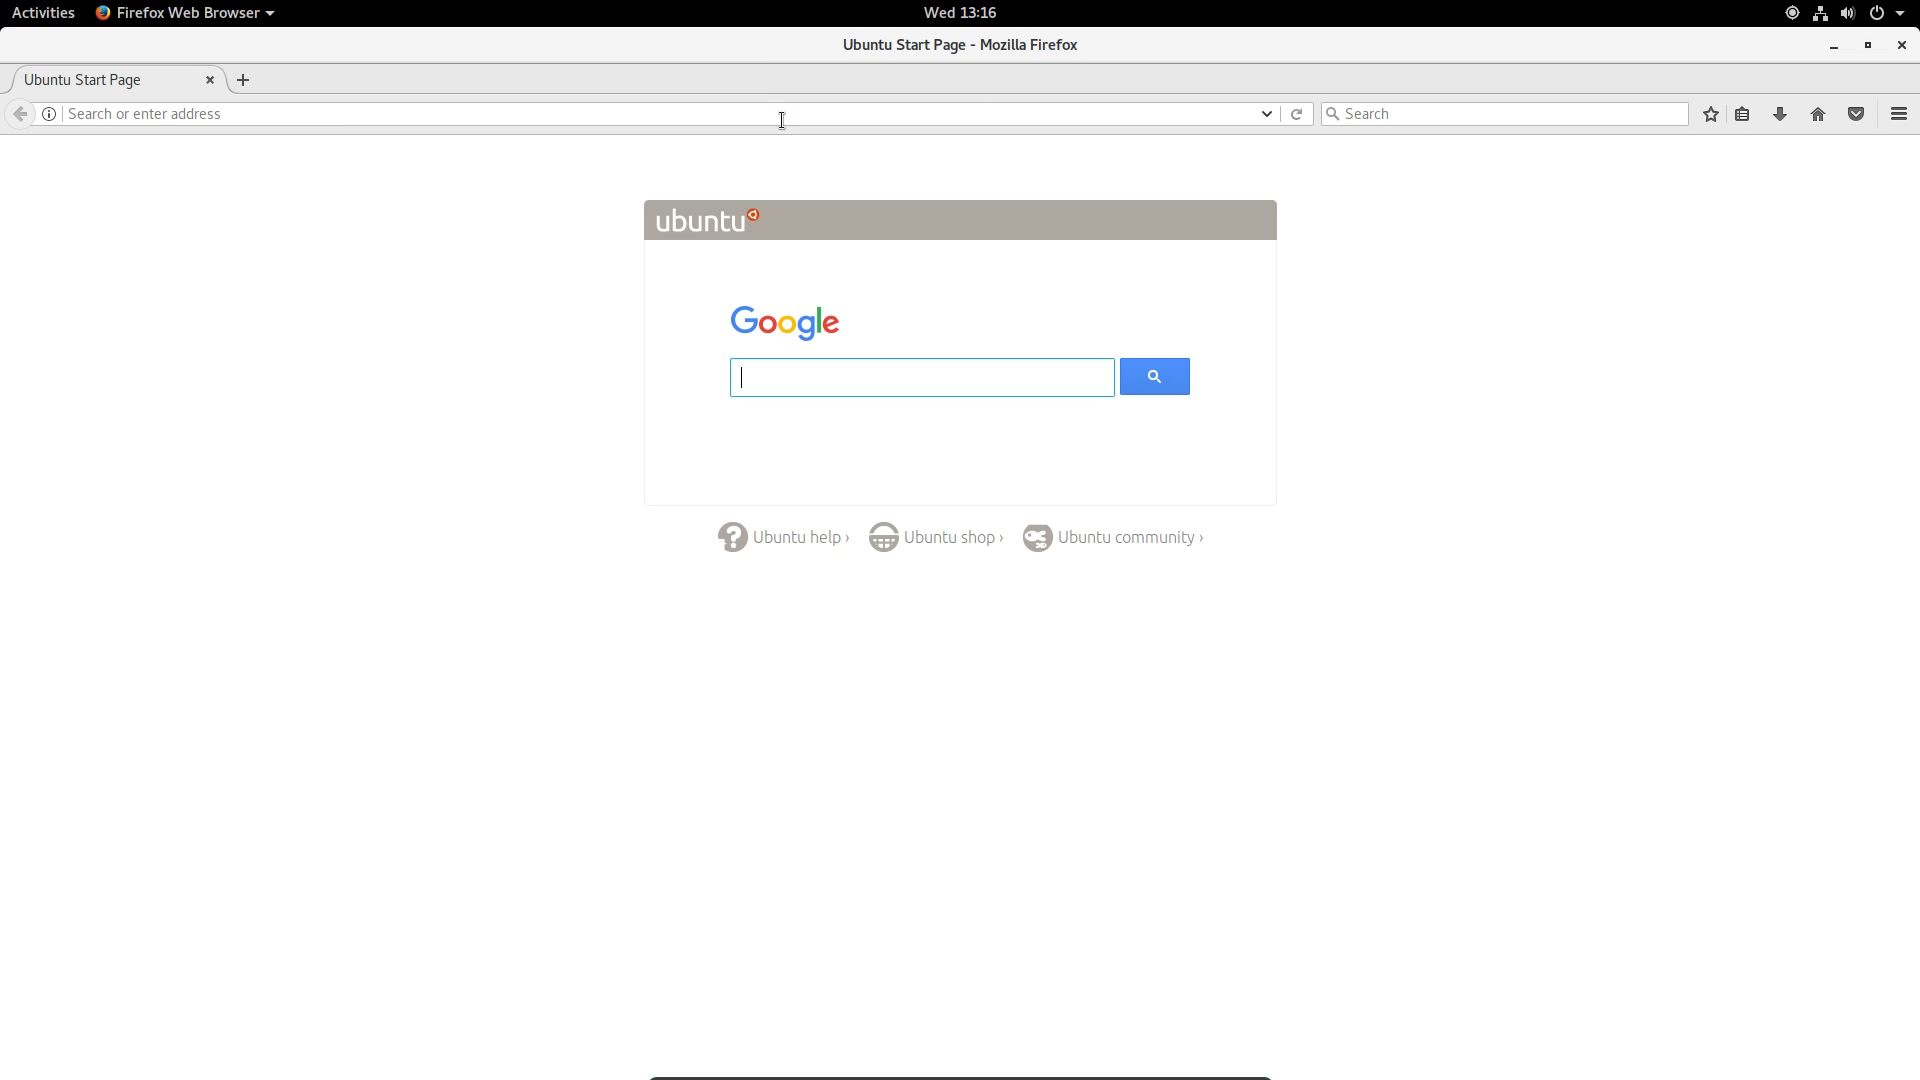 Activities Firefox Web Browser Wed 13:16
Ubuntu Start Page - Mozilla Firefox
Ubuntu Start Page
Search or enter address Search
ubuntu
Google
Ubuntu help › Ubuntu shop › Ubuntu community ›